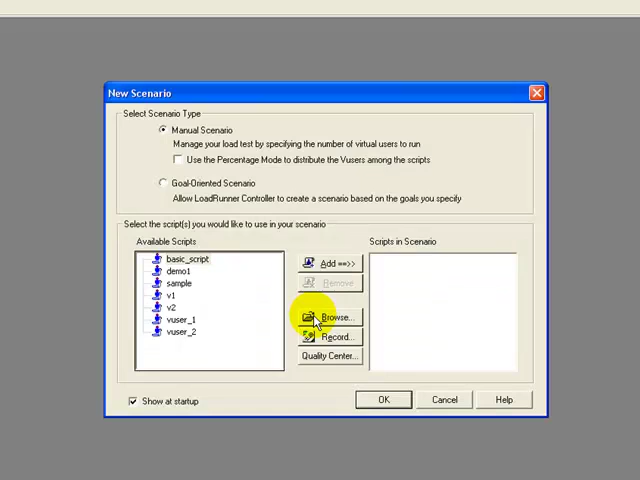 New Scenario
Select Scenario Type
Manual Scenario
Manage your load test by specifying the number of virtual users to run
Use the Percentage Mode to distribute the Vusers among the scripts
Goal-Oriented Scenario
Allow LoadRunner Controller to create a scenario based on the goals you specify
Select the script(s) you would like to use in your scenario
Available Scripts
Scripts in Scenario
basic_script
demo1
sample
v1
v2
vuser_1
vuser_2
Add ==>>
Remove
Browse...
Record...
Quality Center...
Show at startup
OK
Cancel
Help